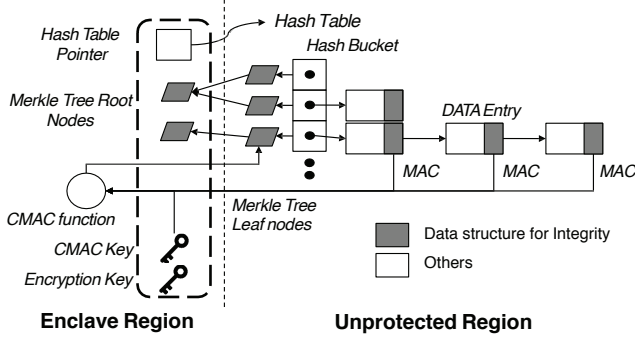 Hash Table
Pointer
Hash Table
Hash Bucket
Merkle Tree Root
Nodes
DATA Entry
MAC
MAC
MAC
CMAC function
Merkle Tree
Leaf nodes
CMAC Key
Encryption Key
Data structure for Integrity
Others
Enclave Region
Unprotected Region